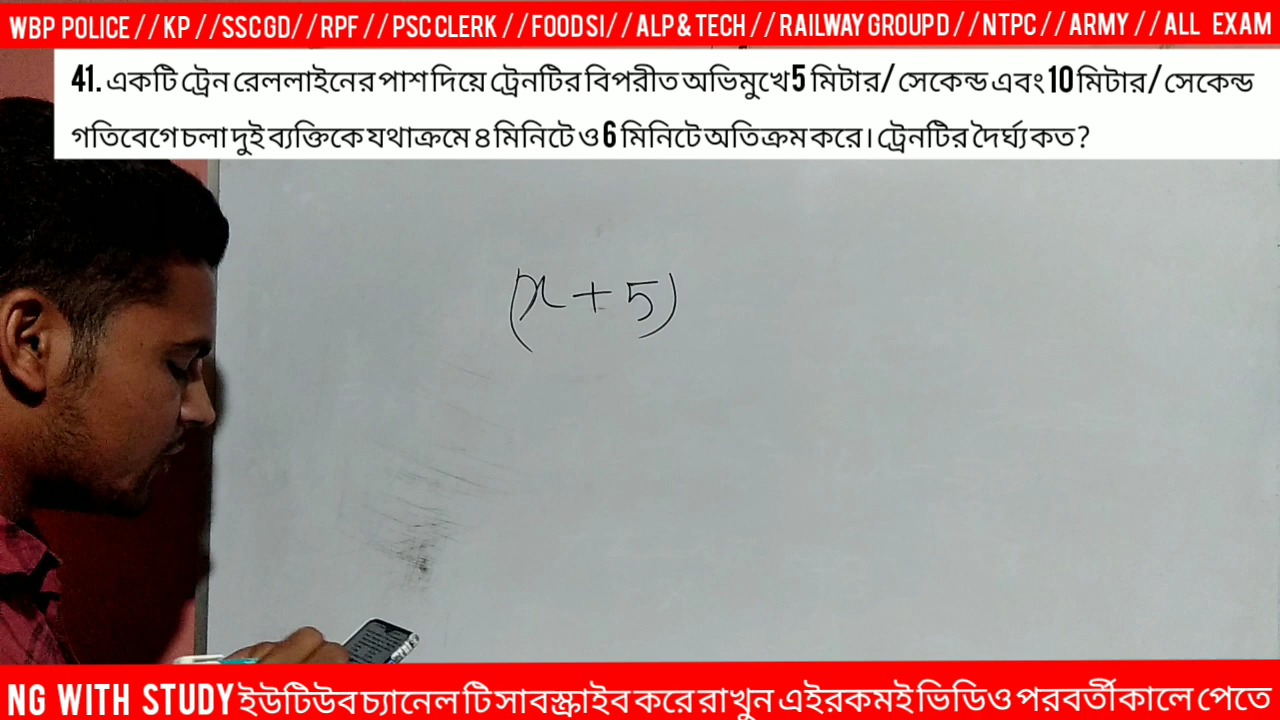 WBP POLICE // KP // SSC GD // RPF // PSC CLERK // FOOD SI // ALP & TECH // RAILWAY GROUP D // NTPC // ARMY // ALL EXAM
41. একটি ট্রেন রেললাইনের পাশ দিয়ে ট্রেনটির বিপরীত অভিমুখে 5 মিটার/ সেকেন্ড এবং 10 মিটার/ সেকেন্ড
গতিবেগে চলা দুই ব্যক্তিকে যথাক্রমে ৪ মিনিটে ও 6 মিনিটে অতিক্রম করে। ট্রেনটির দৈর্ঘ্য কত?
(x + 5)
NG WITH STUDY ইউটিউব চ্যানেল টি সাবস্ক্রাইব করে রাখুন এইরকমই ভিডিও পরবর্তীকালে পেতে